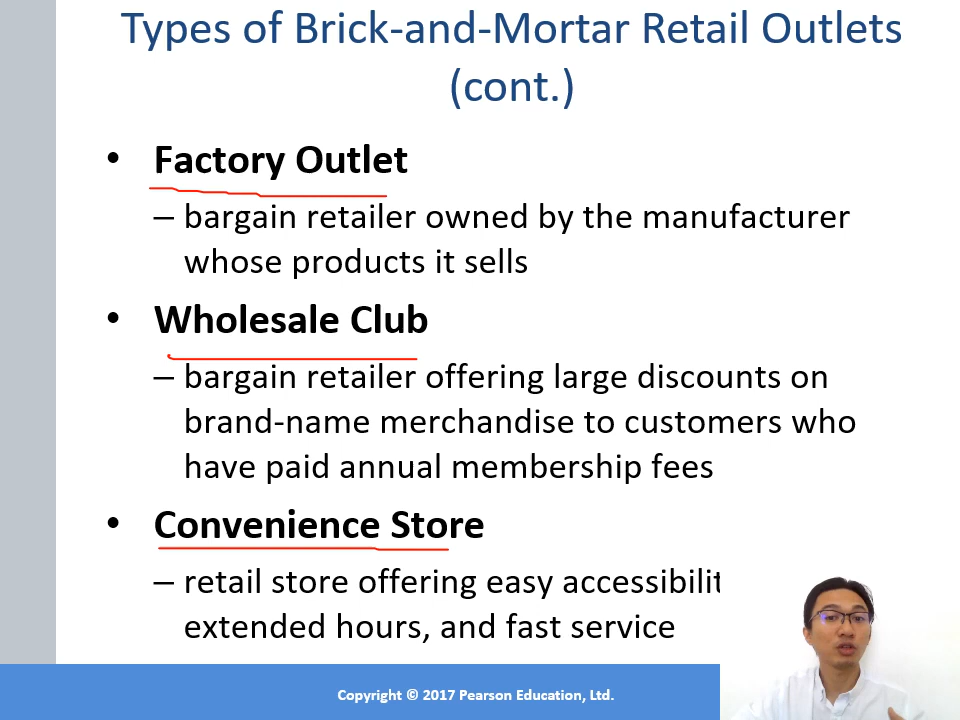 Types of Brick-and-Mortar Retail Outlets
(cont.)
• Factory Outlet
– bargain retailer owned by the manufacturer
whose products it sells
• Wholesale Club
– bargain retailer offering large discounts on
brand-name merchandise to customers who
have paid annual membership fees
• Convenience Store
– retail store offering easy accessibilit
extended hours, and fast service
Copyright © 2017 Pearson Education, Ltd.